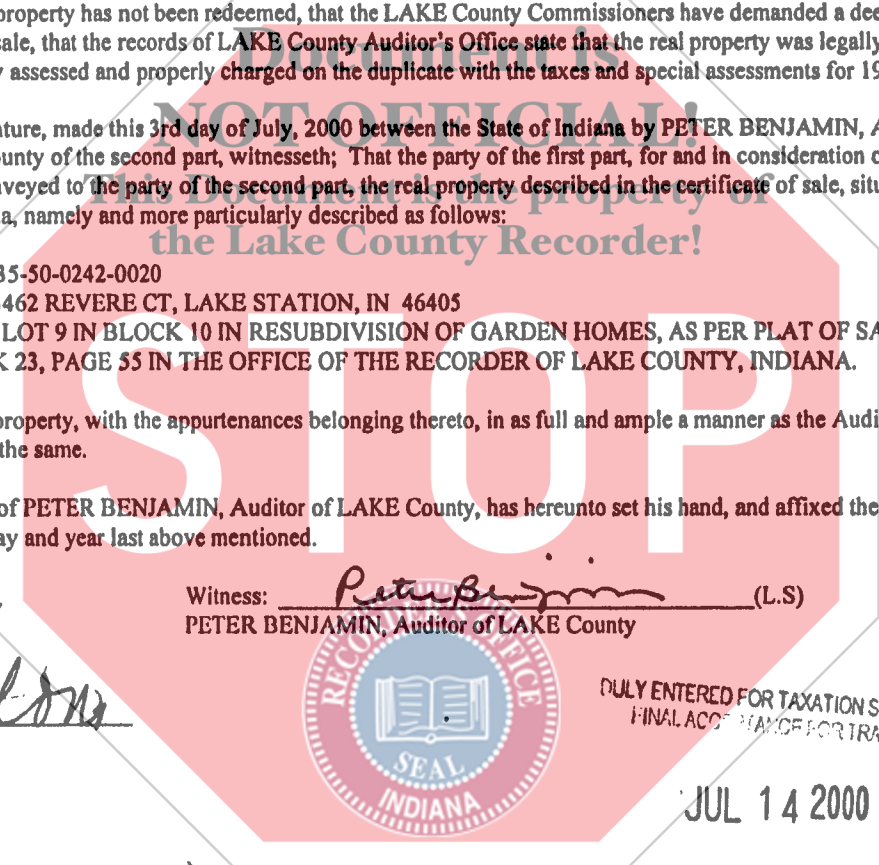 property has not been redeemed, that the LAKE County Commissioners have demanded a dee
sale, that the records of LAKE County Auditor's Office state that the real property was legally
assessed and properly charged on the duplicate with the taxes and special assessments for 19
Document is
NOT OFFICIAL!
This Document is the property of
the Lake County Recorder!
ture, made this 3rd day of July, 2000 between the State of Indiana by PETER BENJAMIN, A
ounty of the second part, witnesseth; That the party of the first part, for and in consideration o
veyed to the party of the second part, the real property described in the certificate of sale, situ
a, namely and more particularly described as follows:
35-50-0242-0020
462 REVERE CT, LAKE STATION, IN 46405
LOT 9 IN BLOCK 10 IN RESUBDIVISION OF GARDEN HOMES, AS PER PLAT OF SA
K 23, PAGE 55 IN THE OFFICE OF THE RECORDER OF LAKE COUNTY, INDIANA.
STOP
property, with the appurtenances belonging thereto, in as full and ample a manner as the Audi
the same.
of PETER BENJAMIN, Auditor of LAKE County, has hereunto set his hand, and affixed the
ay and year last above mentioned.
Witness: Peter Benjamin (L.S)
PETER BENJAMIN, Auditor of LAKE County
RECORDER'S OFFICE
SEAL
INDIANA
DULY ENTERED FOR TAXATION S
FINAL ACCEPTANCE FOR TRA
JUL 14 2000